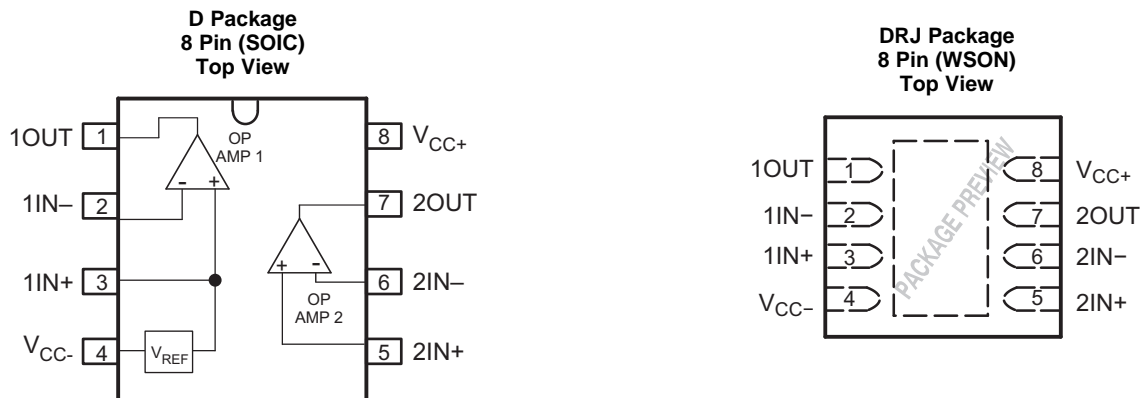 D Package
8 Pin (SOIC)
Top View
1OUT 1
OP
AMP 1
8 VCC+
- +
1IN– 2
7 2OUT
1IN+ 3
+ -
6 2IN–
OP
AMP 2
VCC- 4
VREF
5 2IN+
DRJ Package
8 Pin (WSON)
Top View
1OUT 1
8 VCC+
1IN− 2
7 2OUT
1IN+ 3
6 2IN−
VCC− 4
5 2IN+
PACKAGE PREVIEW